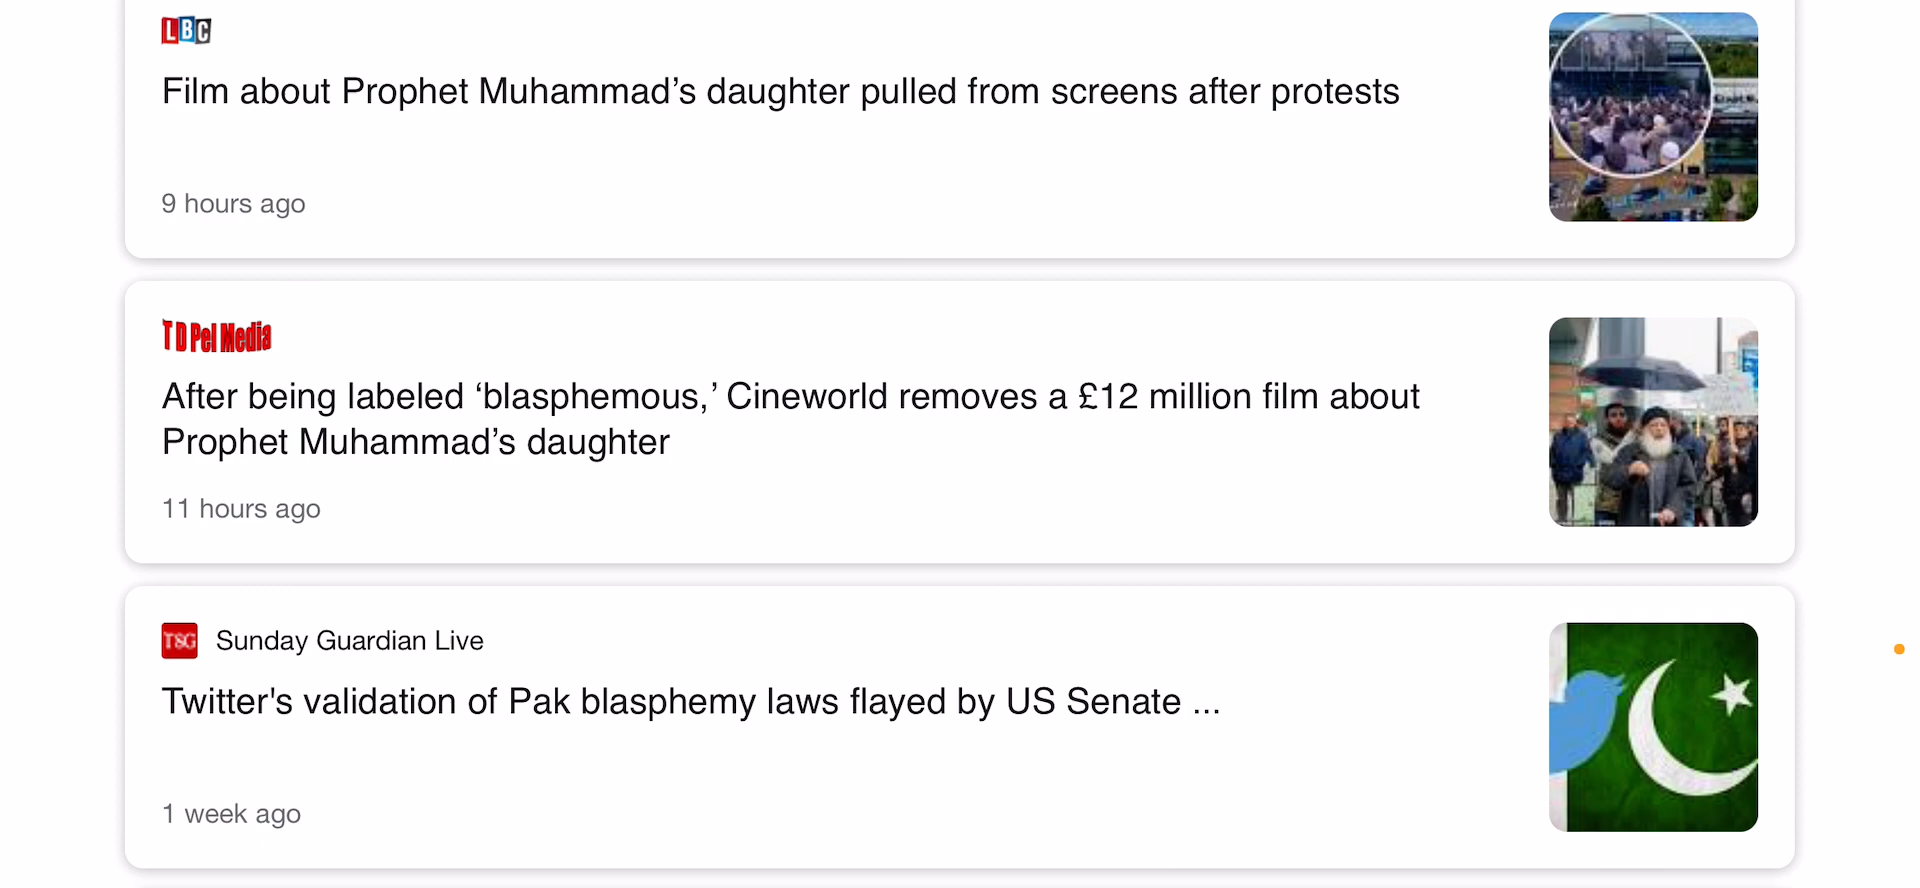 LBC
Film about Prophet Muhammad’s daughter pulled from screens after protests
9 hours ago
TDPel Media
After being labeled ‘blasphemous,’ Cineworld removes a £12 million film about
Prophet Muhammad’s daughter
11 hours ago
TSG Sunday Guardian Live
Twitter's validation of Pak blasphemy laws flayed by US Senate ...
1 week ago